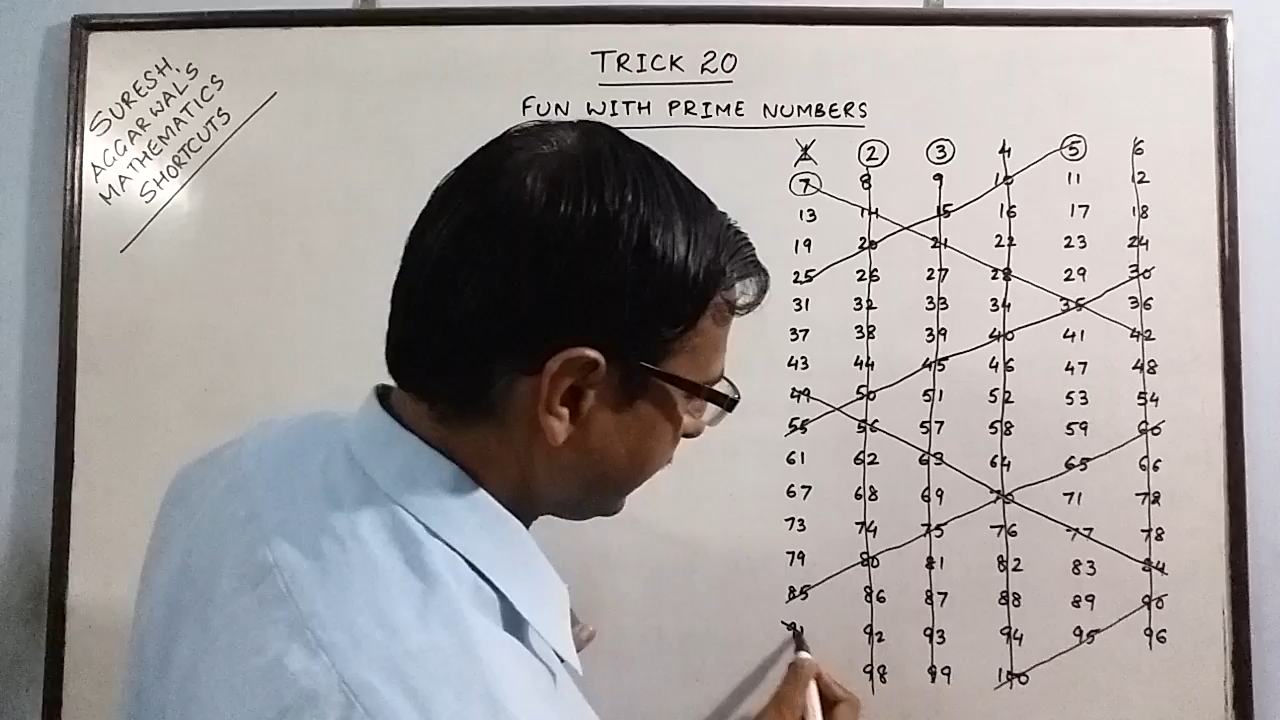 SURESH
AGGARWAL'S
MATHEMATICS
SHORTCUTS
TRICK 20
FUN WITH PRIME NUMBERS
1 2 3 4 5 6
7 8 9 10 11 12
13 14 15 16 17 18
19 20 21 22 23 24
25 26 27 28 29 30
31 32 33 34 35 36
37 38 39 40 41 42
43 44 45 46 47 48
49 50 51 52 53 54
55 56 57 58 59 60
61 62 63 64 65 66
67 68 69 70 71 72
73 74 75 76 77 78
79 80 81 82 83 84
85 86 87 88 89 90
91 92 93 94 95 96
98 99 100